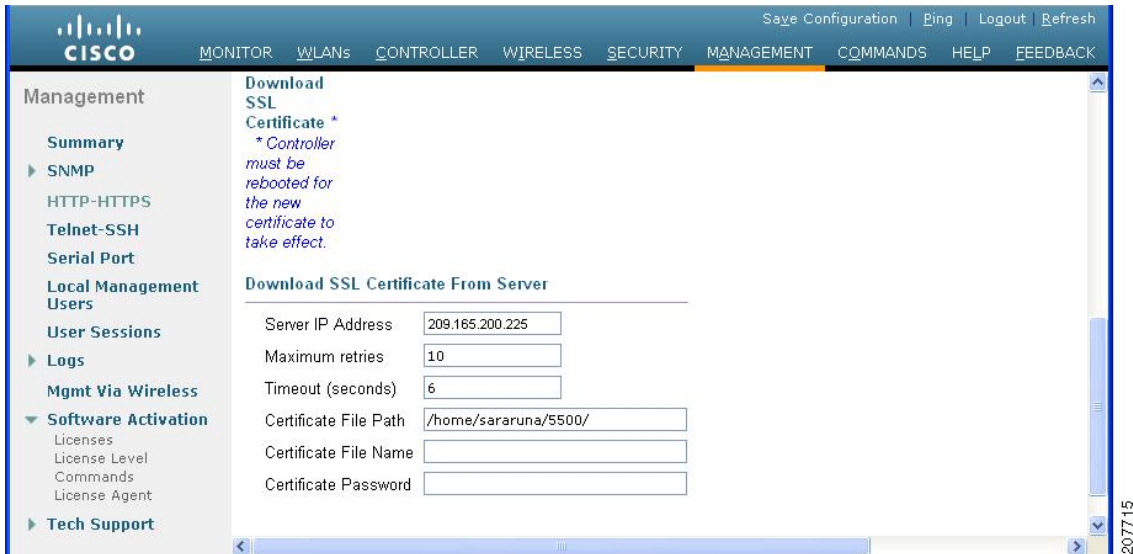 Save Configuration | Ping | Logout | Refresh
CISCO
MONITOR WLANs CONTROLLER WIRELESS SECURITY MANAGEMENT COMMANDS HELP FEEDBACK
Management
Summary
SNMP
HTTP-HTTPS
Telnet-SSH
Serial Port
Local Management
Users
User Sessions
Logs
Mgmt Via Wireless
Software Activation
Licenses
License Level
Commands
License Agent
Tech Support
Download
SSL
Certificate *
* Controller
must be
rebooted for
the new
certificate to
take effect.
Download SSL Certificate From Server
Server IP Address 209.165.200.225
Maximum retries 10
Timeout (seconds) 6
Certificate File Path /home/sararuna/5500/
Certificate File Name
Certificate Password
207715